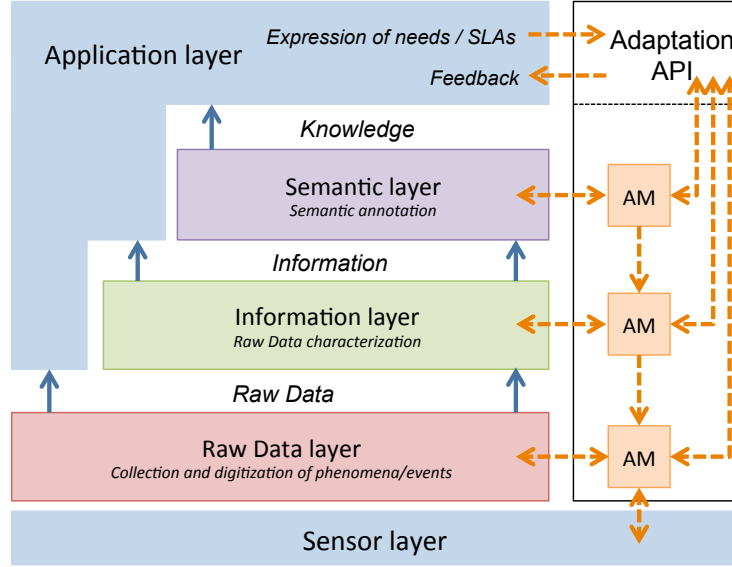 Application layer
Expression of needs / SLAs
Feedback
Adaptation
API
Knowledge
Semantic layer
Semantic annotation
AM
Information
Information layer
Raw Data characterization
AM
Raw Data
Raw Data layer
Collection and digitization of phenomena/events
AM
Sensor layer